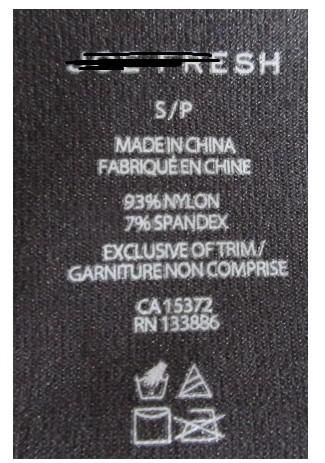 RESH
S/P
MADE IN CHINA
FABRIQUÉ EN CHINE
93% NYLON
7% SPANDEX
EXCLUSIVE OF TRIM/
GARNITURE NON COMPRISE
CA 15372
RN 133886